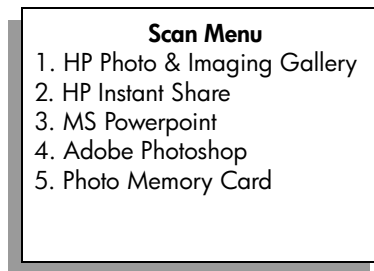 Scan Menu
1. HP Photo & Imaging Gallery
2. HP Instant Share
3. MS Powerpoint
4. Adobe Photoshop
5. Photo Memory Card